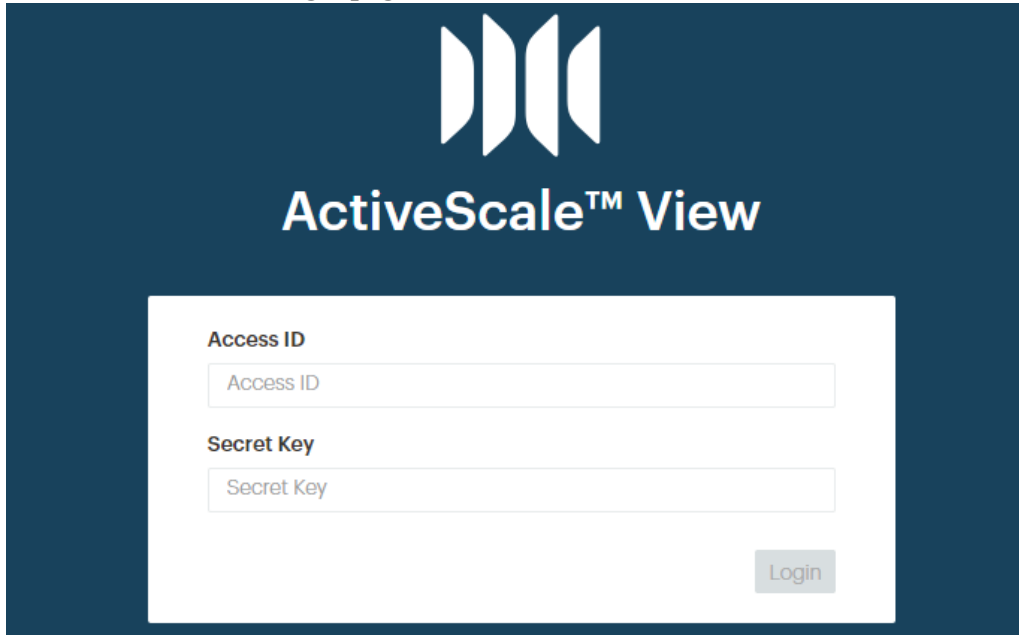 ActiveScale™ View
Access ID
Access ID
Secret Key
Secret Key
Login